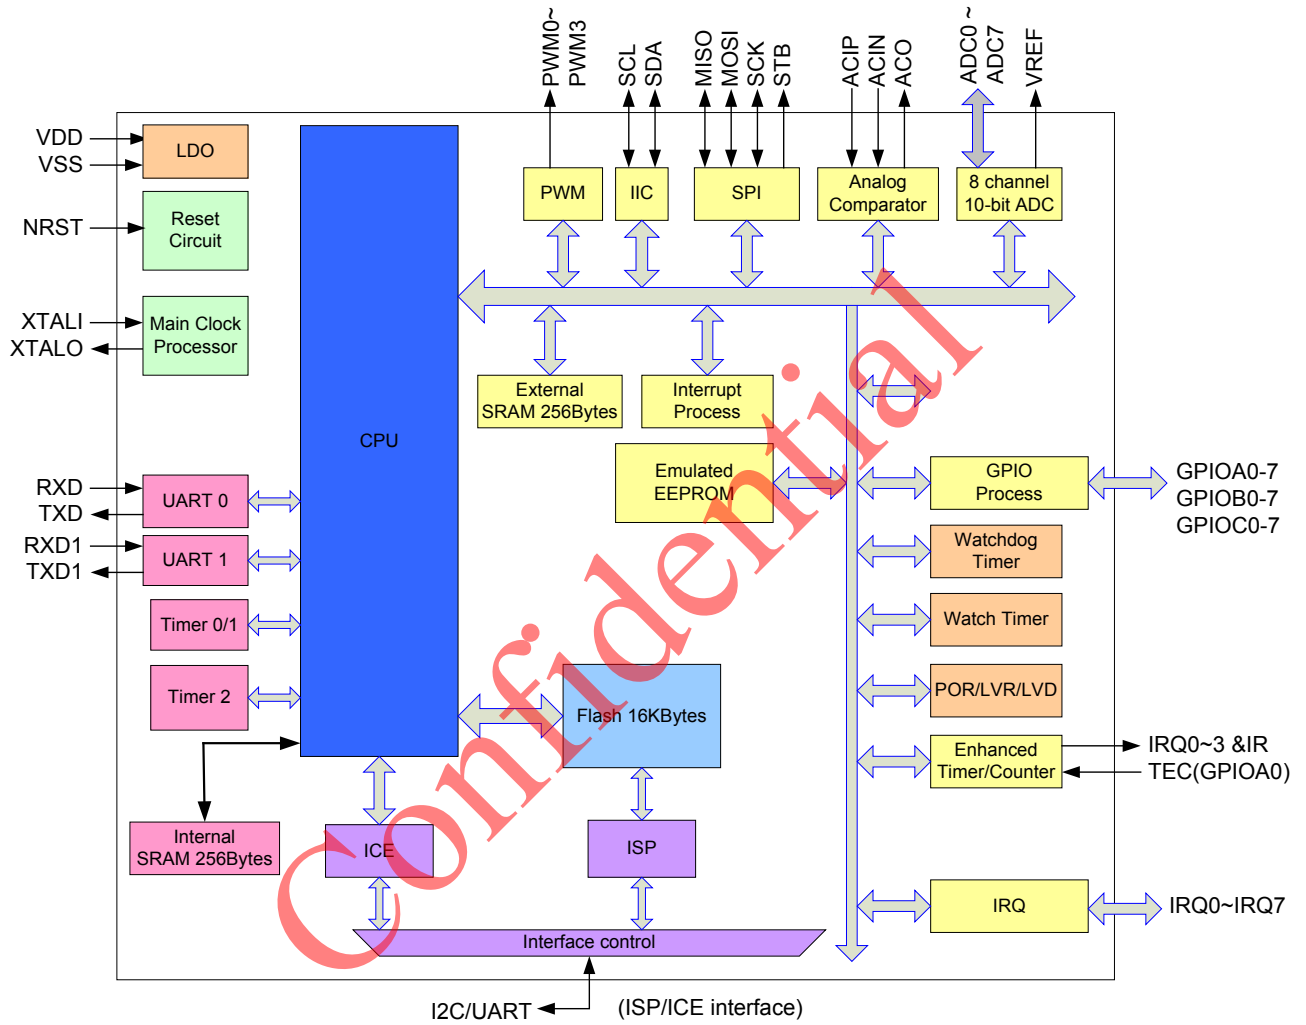 PWM0~
PWM3
SCL
SDA
MISO
MOSI
SCK
STB
ACIP
ACIN
ACO
ADC0 ~
ADC7
VREF
VDD
VSS
LDO
NRST
Reset
Circuit
XTALI
XTALO
Main Clock
Processor
PWM
IIC
SPI
Analog
Comparator
8 channel
10-bit ADC
CPU
External
SRAM 256Bytes
Interrupt
Process
Emulated
EEPROM
GPIO
Process
GPIOA0-7
GPIOB0-7
GPIOC0-7
RXD
TXD
UART 0
RXD1
TXD1
UART 1
Watchdog
Timer
Timer 0/1
Watch Timer
Timer 2
Flash 16KBytes
POR/LVR/LVD
Enhanced
Timer/Counter
IRQ0~3 &IR
TEC(GPIOA0)
Internal
SRAM 256Bytes
ICE
ISP
IRQ
IRQ0~IRQ7
Interface control
I2C/UART
(ISP/ICE interface)
Confidential